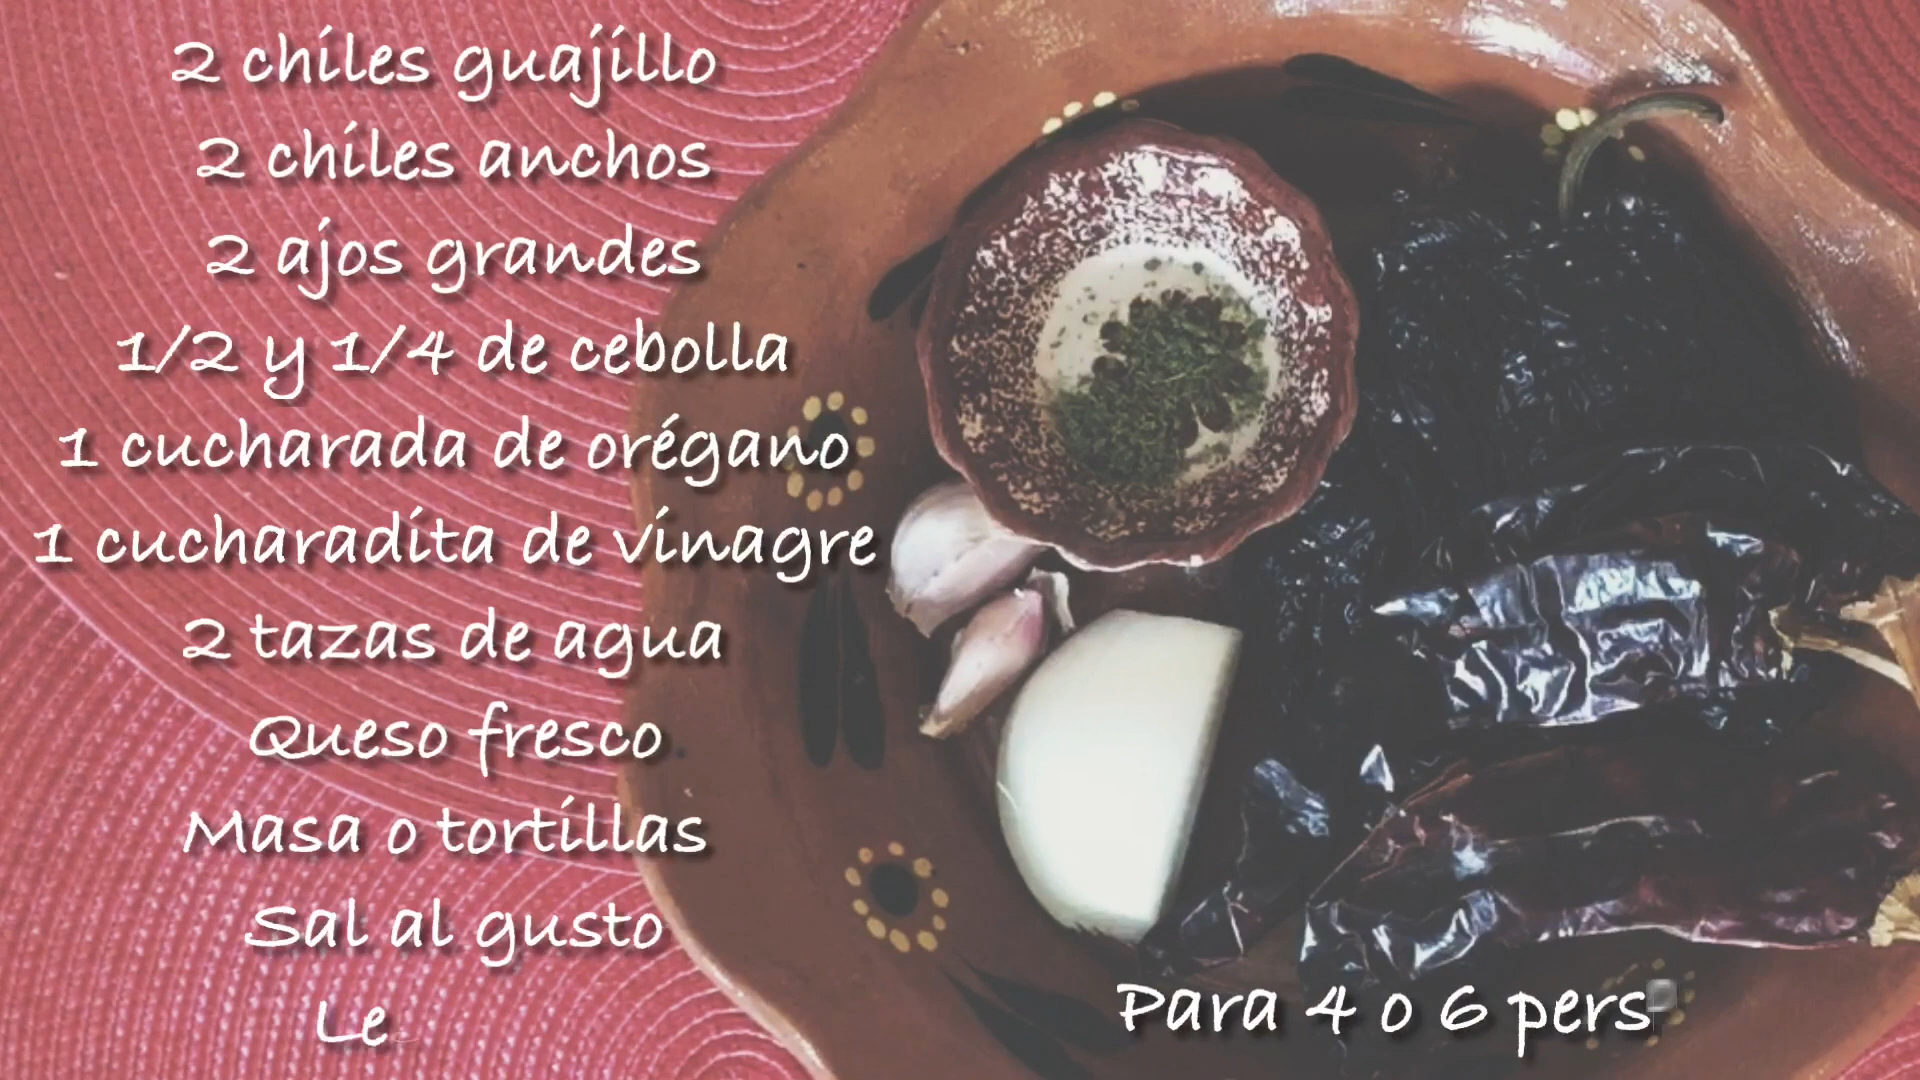 2 chiles guajillo
2 chiles anchos
2 ajos grandes
1/2 y 1/4 de cebolla
1 cucharada de orégano
1 cucharadita de vinagre
2 tazas de agua
Queso fresco
Masa o tortillas
Sal al gusto
Le
Para 4 o 6 pers